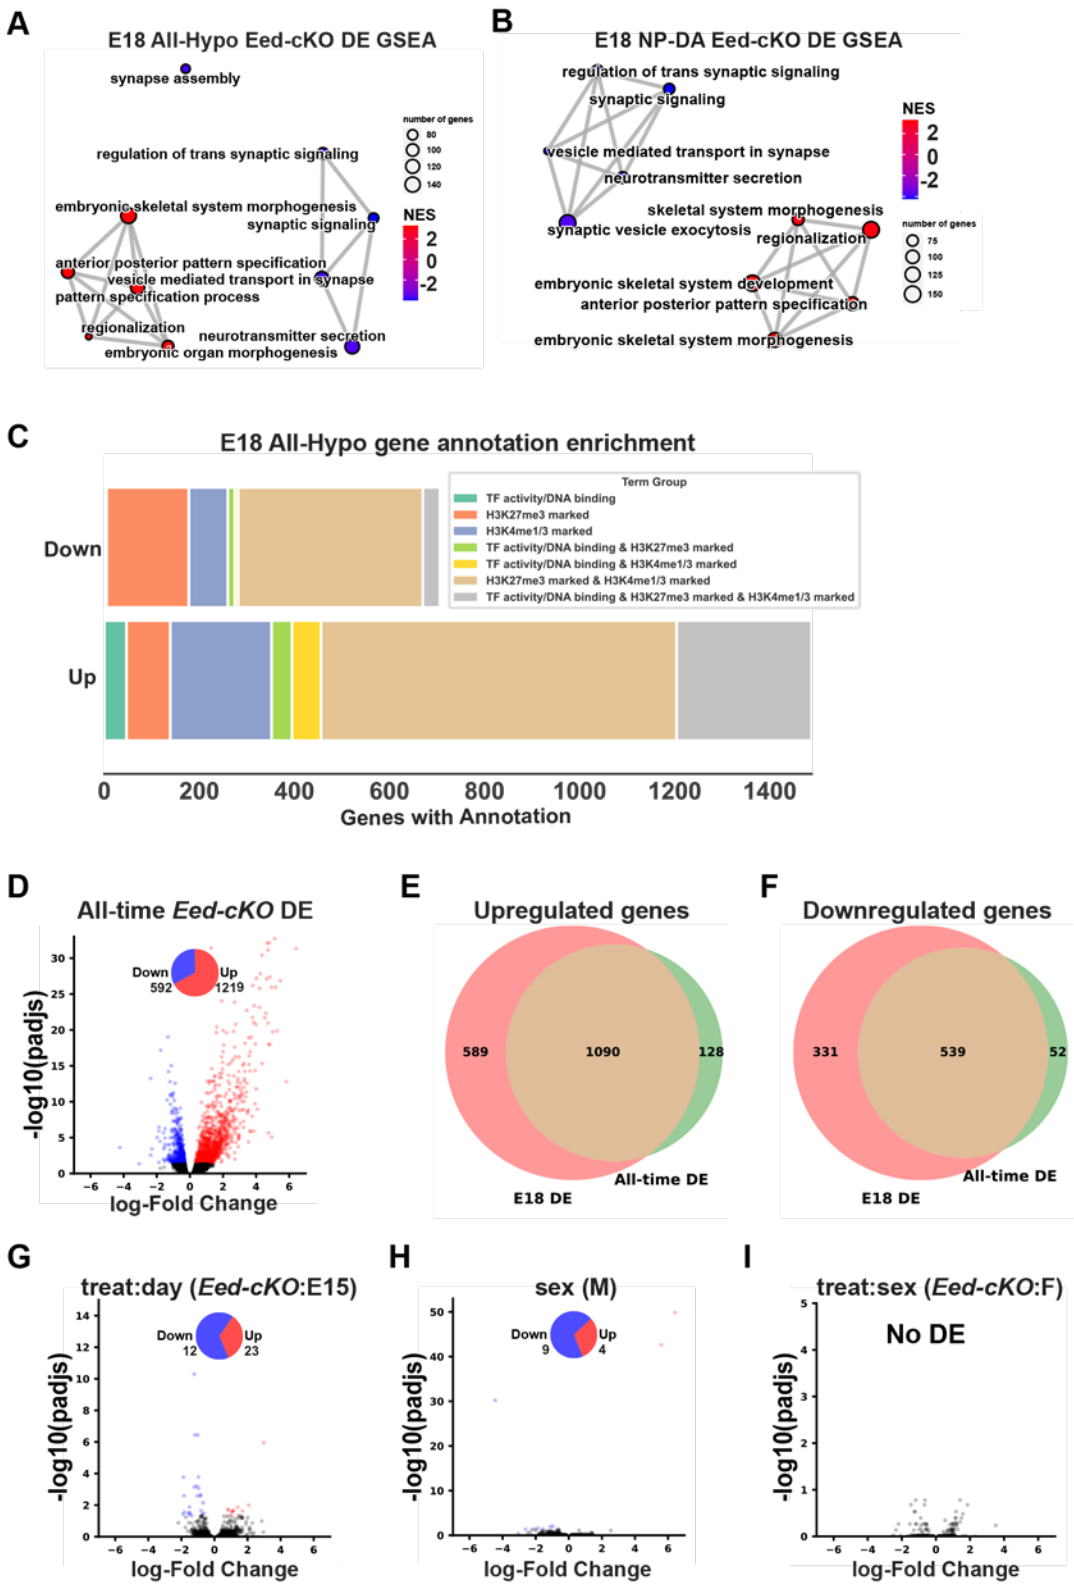 A
E18 All-Hypo Eed-cKO DE GSEA
synapse assembly
regulation of trans synaptic signaling
embryonic skeletal system morphogenesis
synaptic signaling
anterior posterior pattern specification
vesicle mediated transport in synapse
pattern specification process
regionalization
neurotransmitter secretion
embryonic organ morphogenesis
number of genes
80
100
120
140
NES
2
0
-2
B
E18 NP-DA Eed-cKO DE GSEA
regulation of trans synaptic signaling
synaptic signaling
vesicle mediated transport in synapse
neurotransmitter secretion
skeletal system morphogenesis
synaptic vesicle exocytosis
regionalization
embryonic skeletal system development
anterior posterior pattern specification
embryonic skeletal system morphogenesis
NES
2
0
-2
number of genes
75
100
125
150
C
E18 All-Hypo gene annotation enrichment
Term Group
TF activity/DNA binding
H3K27me3 marked
H3K4me1/3 marked
TF activity/DNA binding & H3K27me3 marked
TF activity/DNA binding & H3K4me1/3 marked
H3K27me3 marked & H3K4me1/3 marked
TF activity/DNA binding & H3K27me3 marked & H3K4me1/3 marked
Down
Up
0 200 400 600 800 1000 1200 1400
Genes with Annotation
D
All-time Eed-cKO DE
Down
592
Up
1219
30
25
20
15
10
5
0
-log10(padjs)
−6 −4 −2 0 2 4 6
log-Fold Change
E
Upregulated genes
589 1090 128
All-time DE
E18 DE
F
Downregulated genes
331 539 52
All-time DE
E18 DE
G
treat:day (Eed-cKO:E15)
Down
12
Up
23
14
12
10
8
6
4
2
0
-log10(padjs)
−6 −4 −2 0 2 4 6
log-Fold Change
H
sex (M)
Down
9
Up
4
50
40
30
20
10
0
-log10(padjs)
−6 −4 −2 0 2 4 6
log-Fold Change
I
treat:sex (Eed-cKO:F)
No DE
5
4
3
2
1
0
-log10(padjs)
−6 −4 −2 0 2 4 6
log-Fold Change